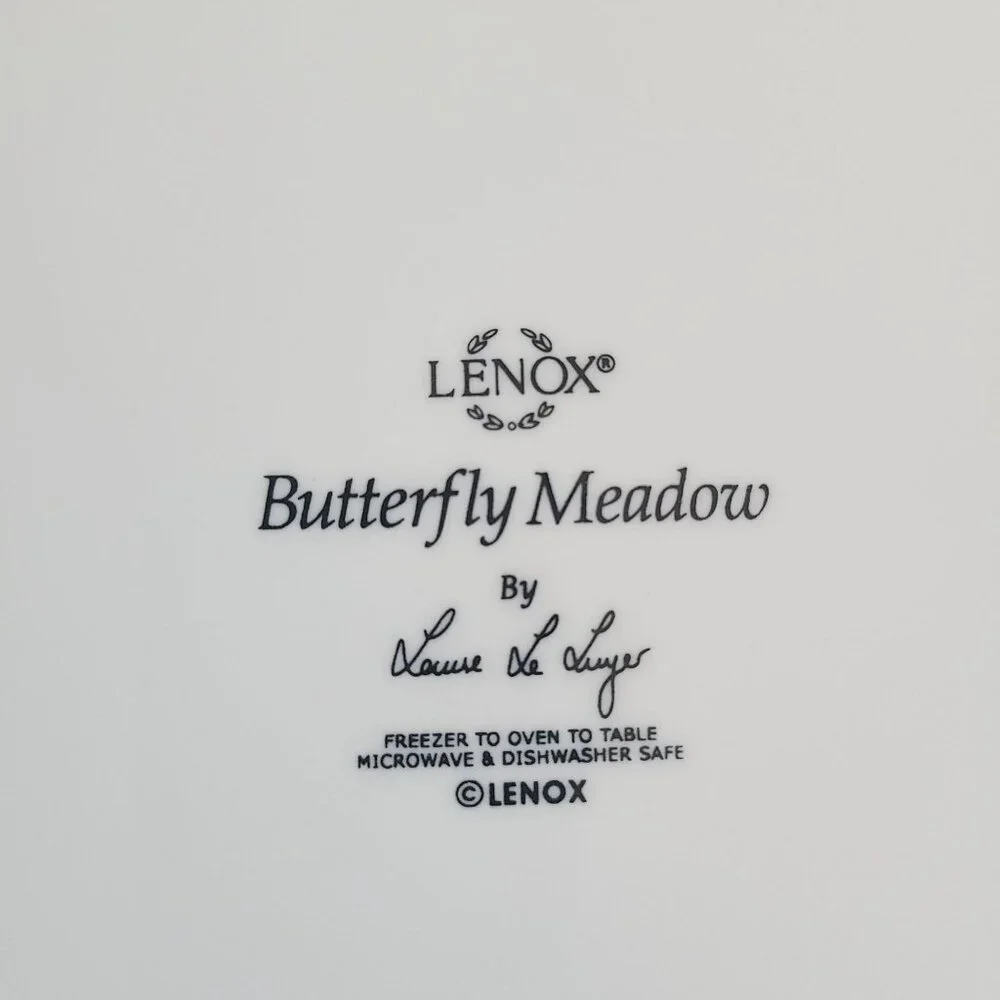 LENOX®
Butterfly Meadow
By
Louise Le Luyer
FREEZER TO OVEN TO TABLE
MICROWAVE & DISHWASHER SAFE
©LENOX